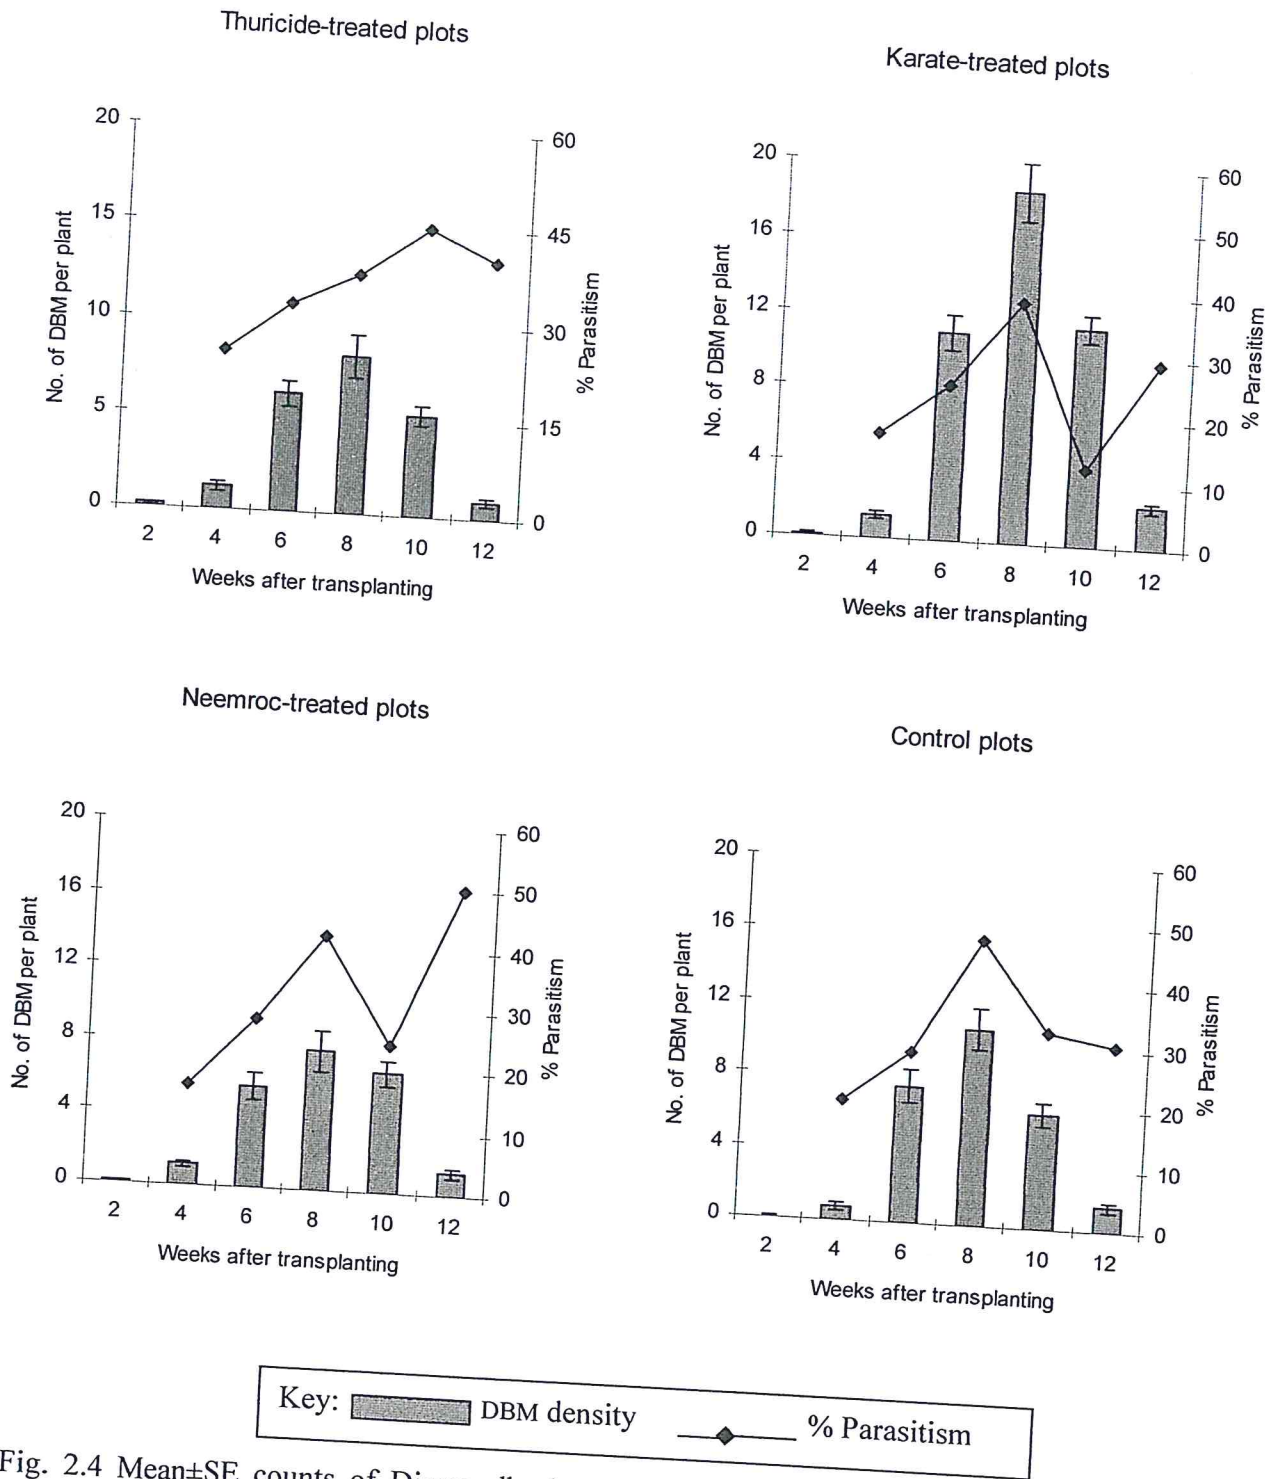 Thuricide-treated plots
20
15
10
5
0
No. of DBM per plant
60
45
30
15
0
% Parasitism
2 4 6 8 10 12
Weeks after transplanting
Karate-treated plots
20
16
12
8
4
0
No. of DBM per plant
60
50
40
30
20
10
0
% Parasitism
2 4 6 8 10 12
Weeks after transplanting
Neemroc-treated plots
20
16
12
8
4
0
No. of DBM per plant
60
50
40
30
20
10
0
% Parasitism
2 4 6 8 10 12
Weeks after transplanting
Control plots
20
16
12
8
4
0
No. of DBM per plant
60
50
40
30
20
10
0
% Parasitism
2 4 6 8 10 12
Weeks after transplanting
Key: DBM density % Parasitism
Fig. 2.4 Mean±SE counts of